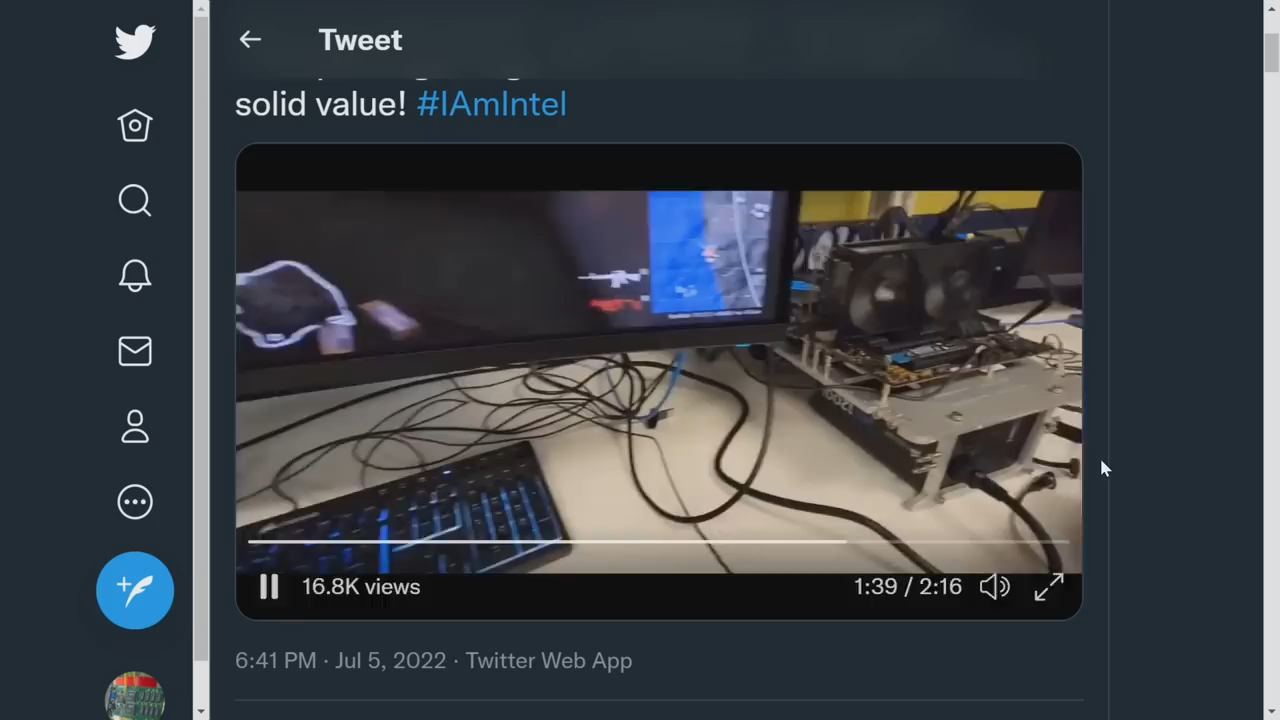 Tweet
solid value! #IAmIntel
16.8K views
1:39 / 2:16
6:41 PM · Jul 5, 2022 · Twitter Web App